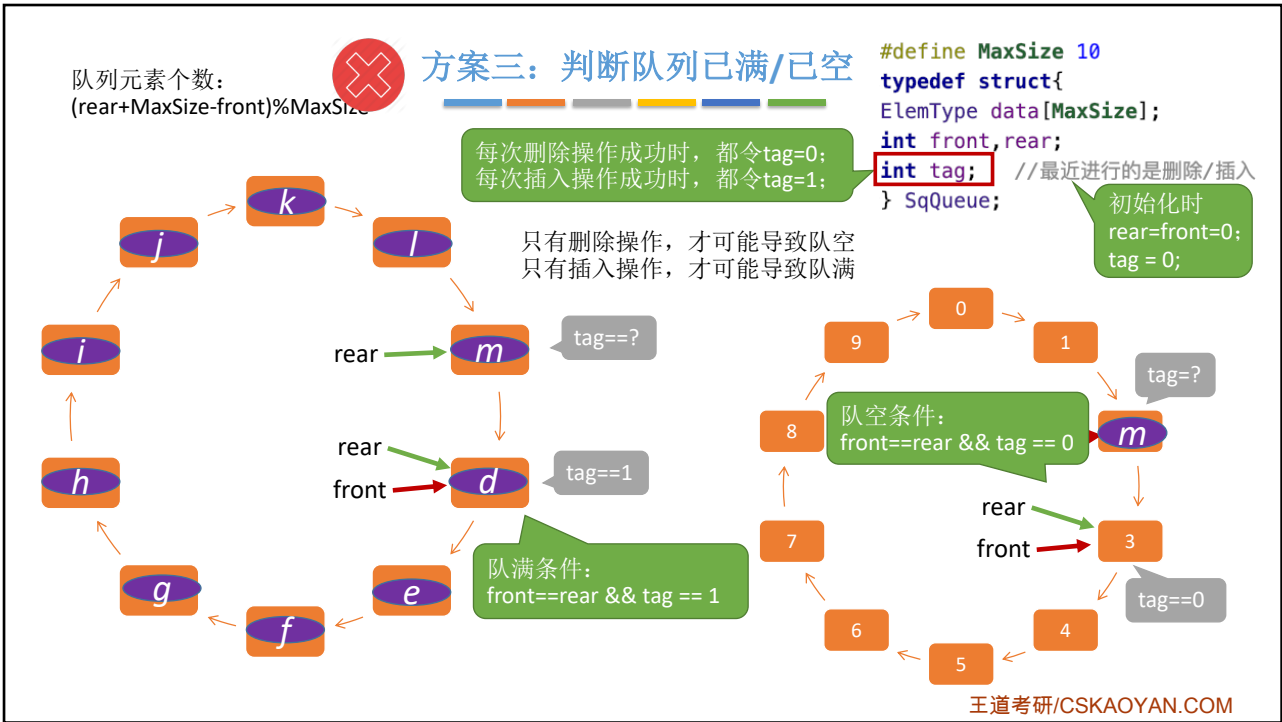 方案三：判断队列已满/已空
队列元素个数：
(rear+MaxSize-front)%MaxSize
#define MaxSize 10
typedef struct{
ElemType data[MaxSize];
int front,rear;
int tag; //最近进行的是删除/插入
} SqQueue;
每次删除操作成功时，都令tag=0；
每次插入操作成功时，都令tag=1；
初始化时
rear=front=0；
tag = 0;
只有删除操作，才可能导致队空
只有插入操作，才可能导致队满
k
l
m
d
e
f
g
h
i
j
rear
tag==?
rear
front
tag==1
队满条件：
front==rear && tag == 1
0
1
m
3
4
5
6
7
8
9
tag=?
队空条件：
front==rear && tag == 0
rear
front
tag==0
王道考研/CSKAOYAN.COM